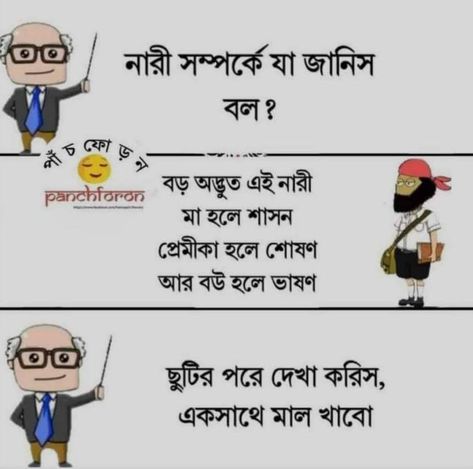 নারী সম্পর্কে যা জানিস
বল?
পাঁচ ফোড়ন
panchforon
বড় অদ্ভুত এই নারী
মা হলে শাসন
প্রেমীকা হলে শোষণ
আর বউ হলে ভাষণ
ছুটির পরে দেখা করিস,
একসাথে মাল খাবো